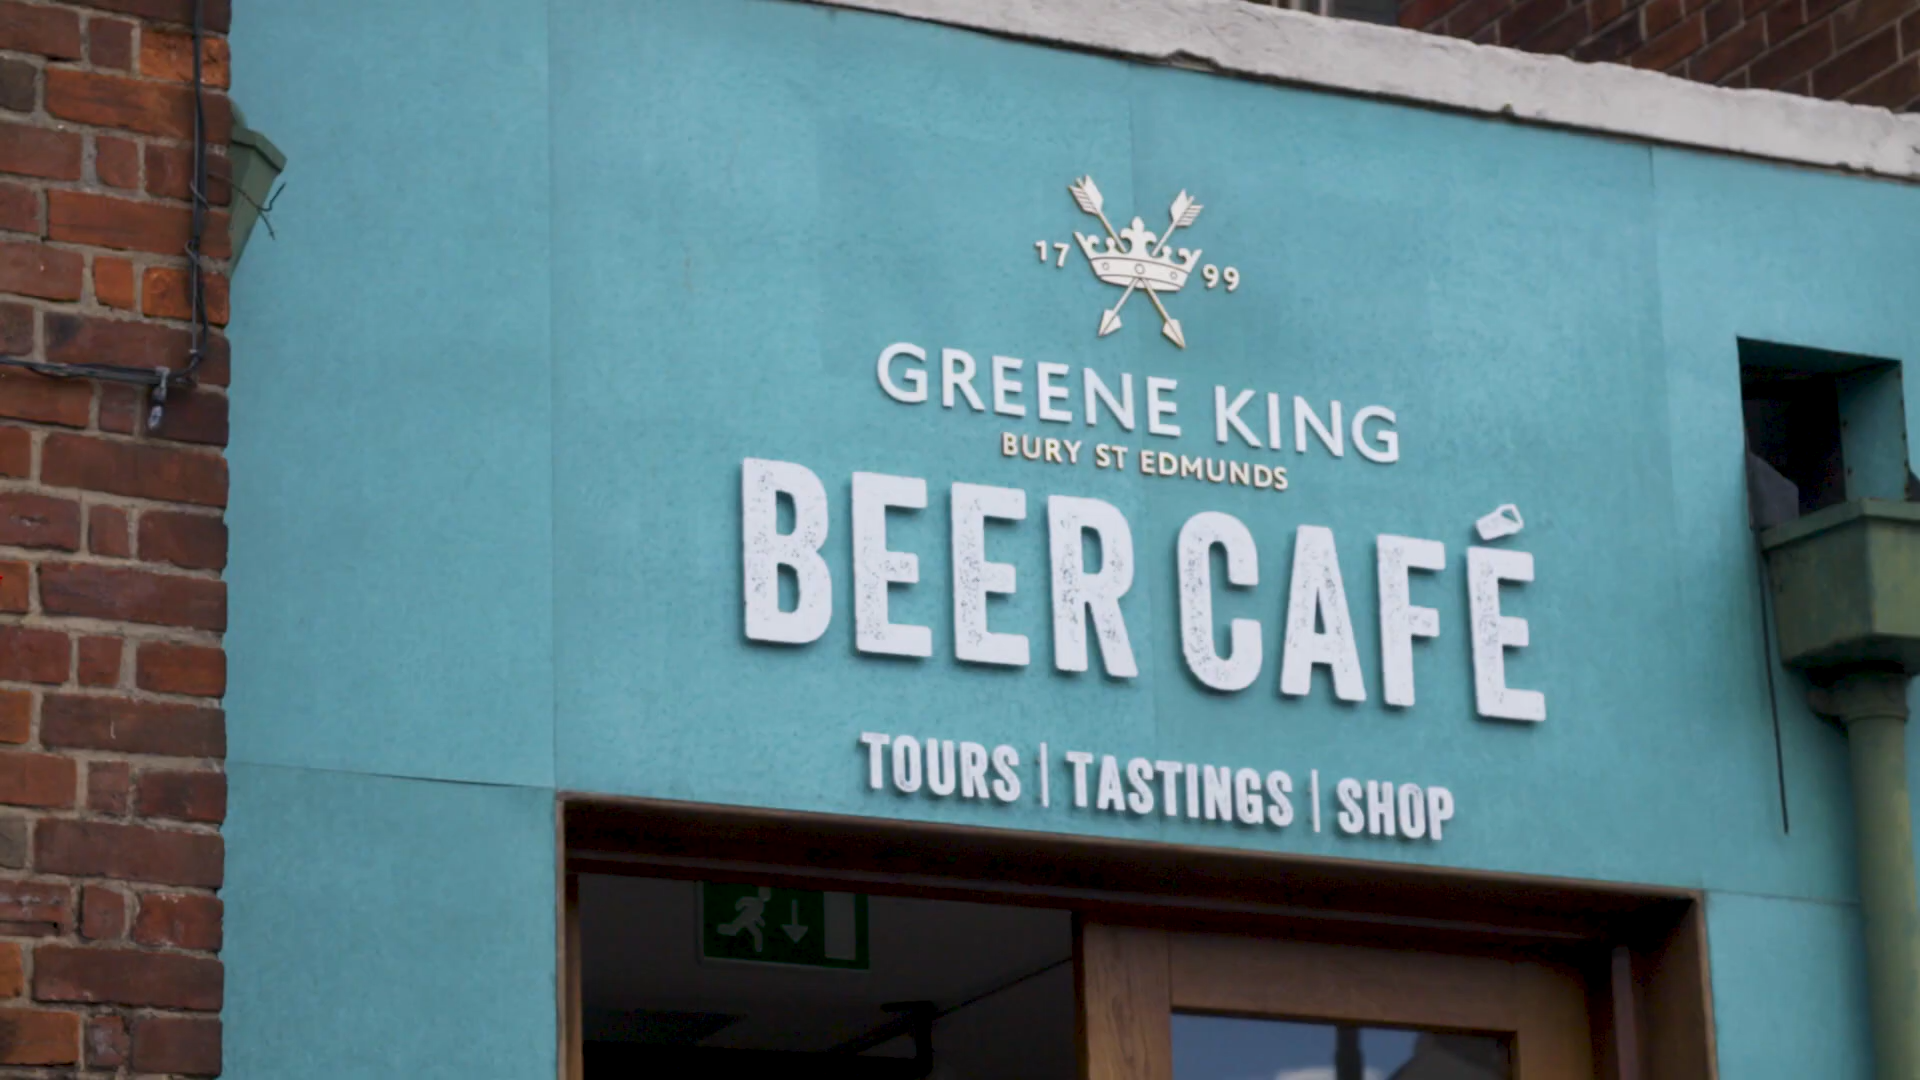 17 99
GREENE KING
BURY ST EDMUNDS
BEER CAFÉ
TOURS | TASTINGS | SHOP